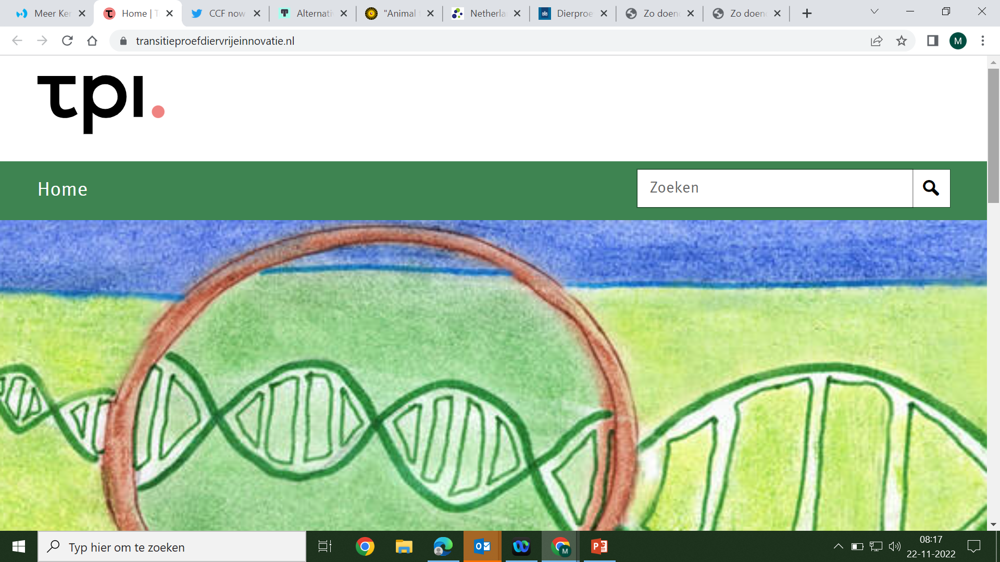 Meer Ker
Home | T
CCF now
Alternati
"Animal t
Netherla
Dierproe
Zo doen
Zo doen
transitieproefdiervrijeinnovatie.nl
M
tpi.
Home
Zoeken
Typ hier om te zoeken
08:17
22-11-2022